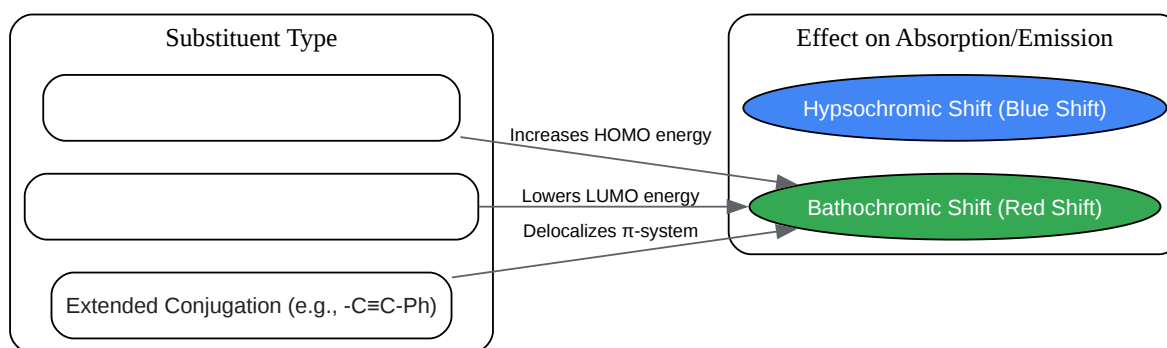 Substituent Type
Extended Conjugation (e.g., -C≡C-Ph)
Increases HOMO energy
Lowers LUMO energy
Delocalizes π-system
Effect on Absorption/Emission
Hypsochromic Shift (Blue Shift)
Bathochromic Shift (Red Shift)